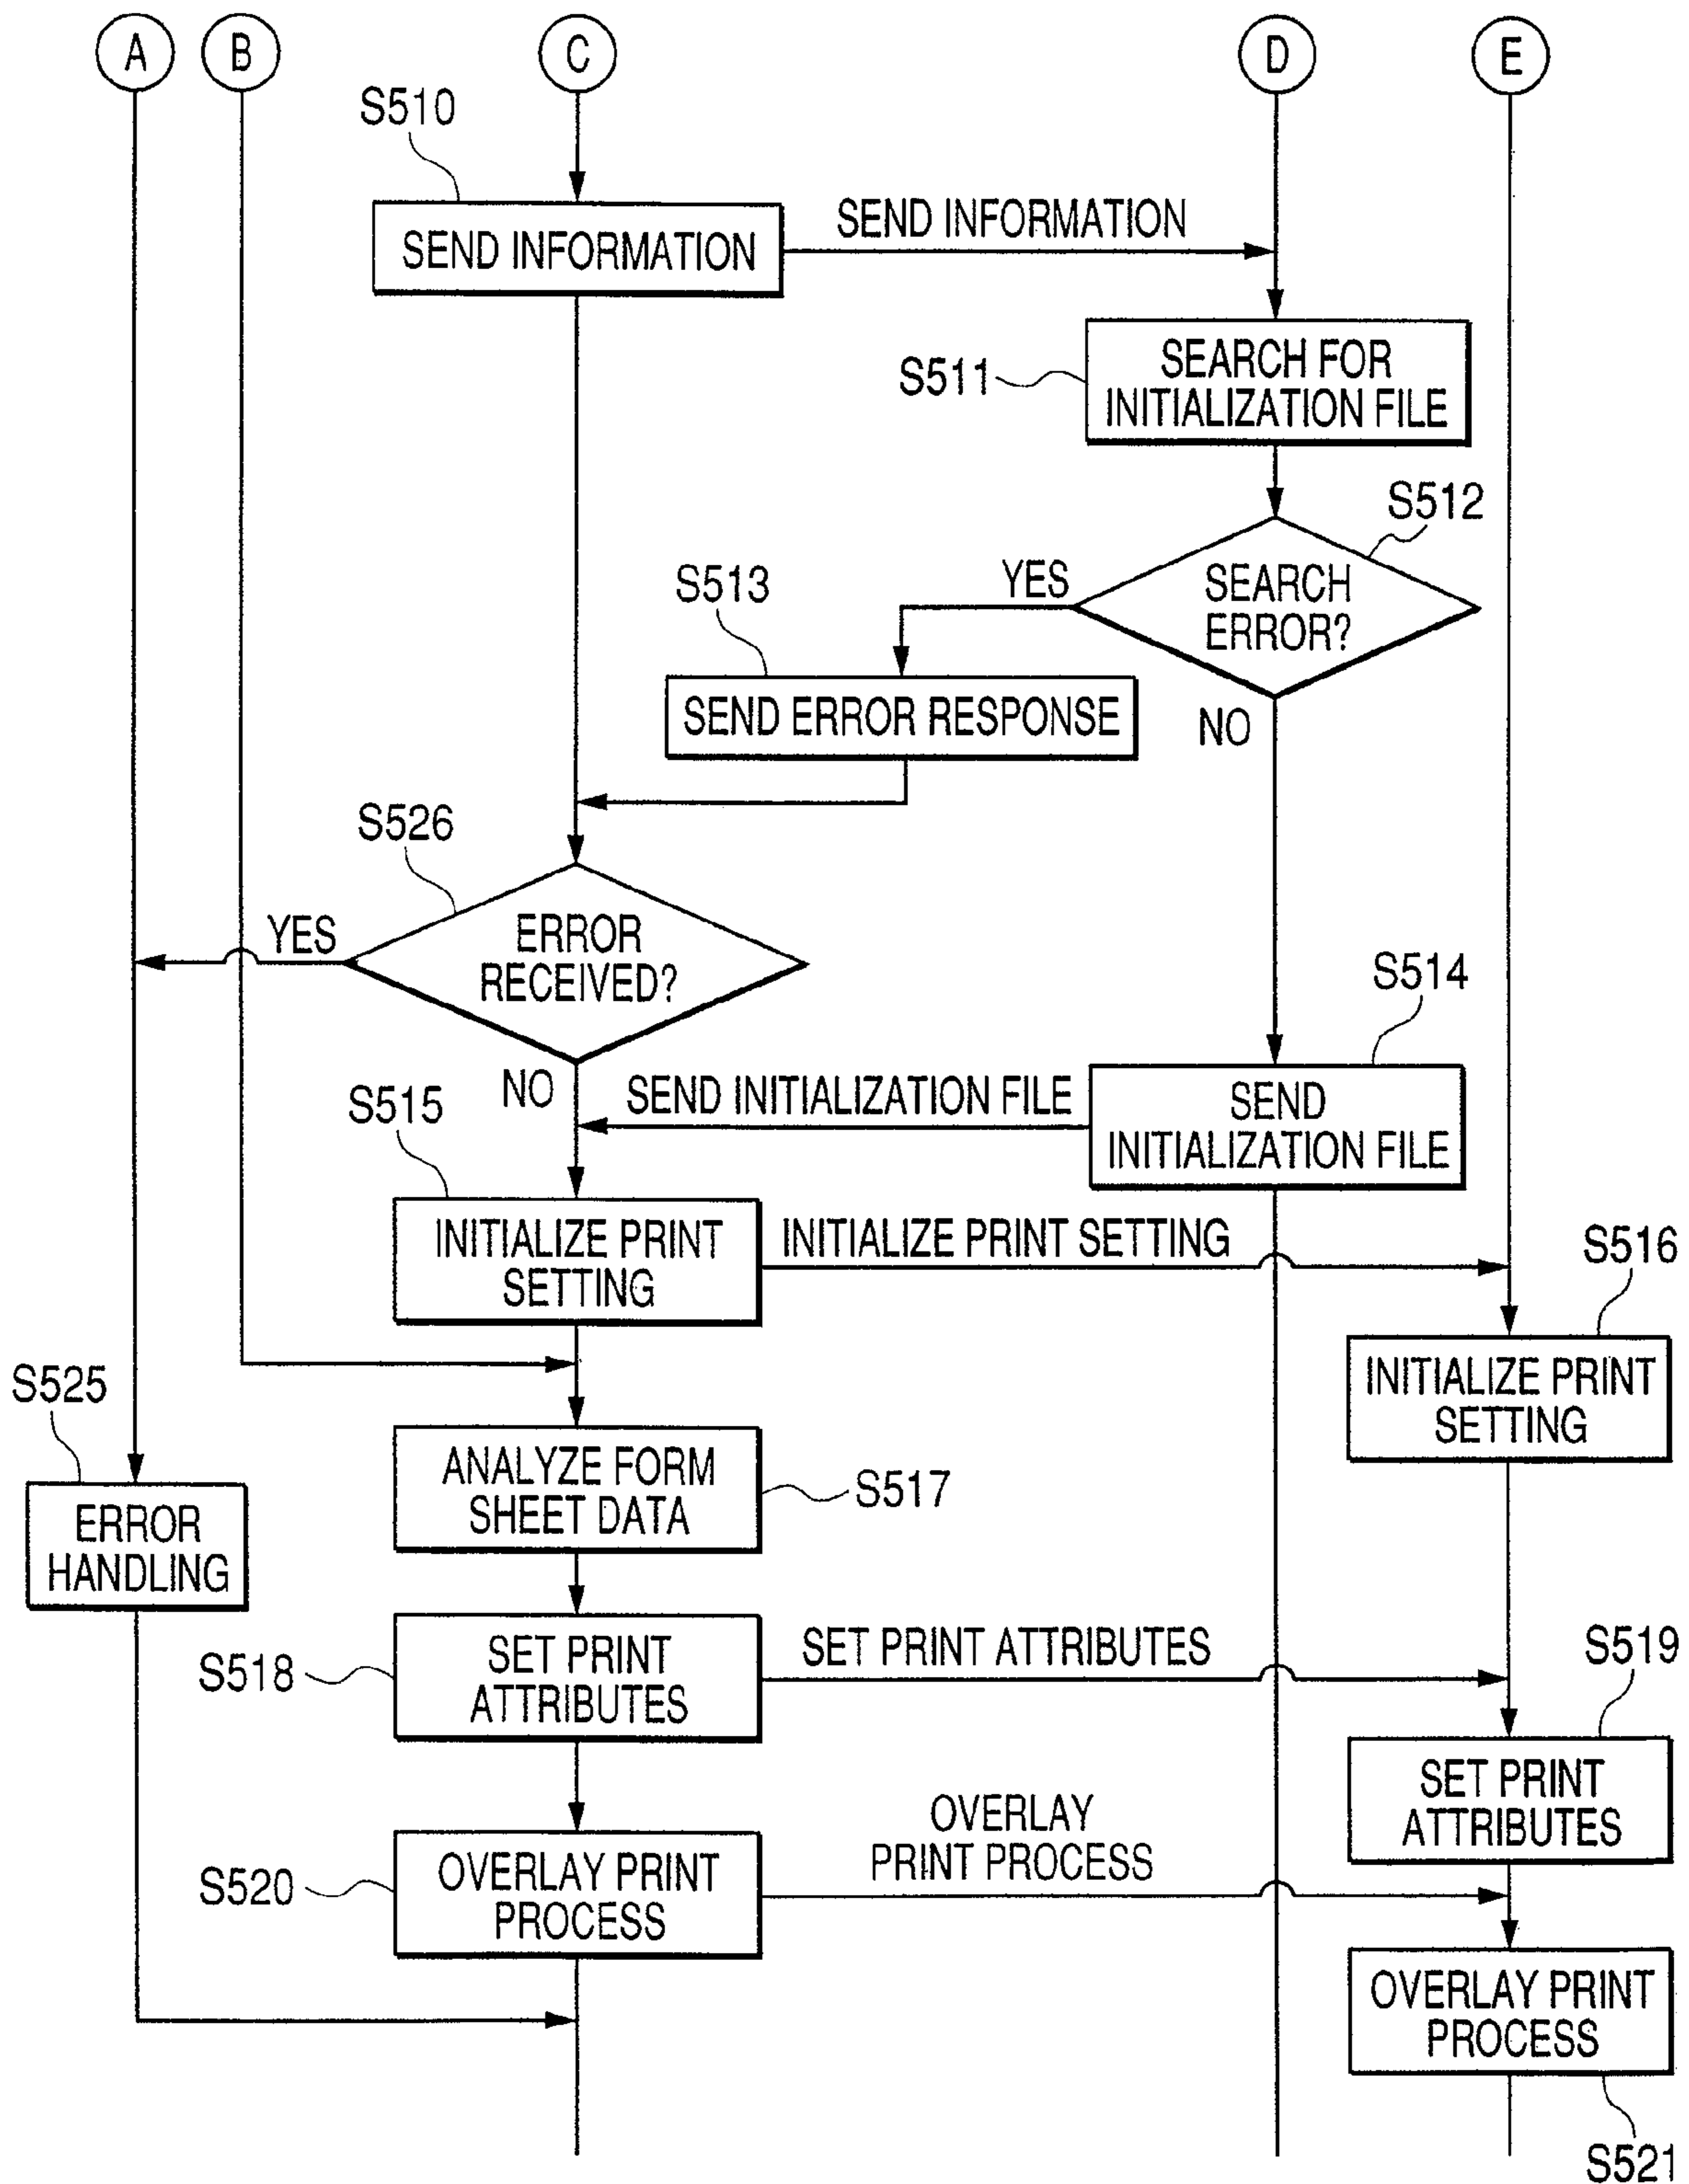 A
B
C
D
E
S510
SEND INFORMATION
SEND INFORMATION
S511
SEARCH FOR
INITIALIZATION FILE
S512
SEARCH
ERROR?
YES
NO
S513
SEND ERROR RESPONSE
S526
ERROR
RECEIVED?
YES
NO
S514
SEND
INITIALIZATION FILE
SEND INITIALIZATION FILE
S515
INITIALIZE PRINT
SETTING
INITIALIZE PRINT SETTING
S516
INITIALIZE PRINT
SETTING
S525
ERROR
HANDLING
ANALYZE FORM
SHEET DATA
S517
S518
SET PRINT
ATTRIBUTES
SET PRINT ATTRIBUTES
S519
SET PRINT
ATTRIBUTES
S520
OVERLAY PRINT
PROCESS
OVERLAY
PRINT PROCESS
OVERLAY PRINT
PROCESS
S521